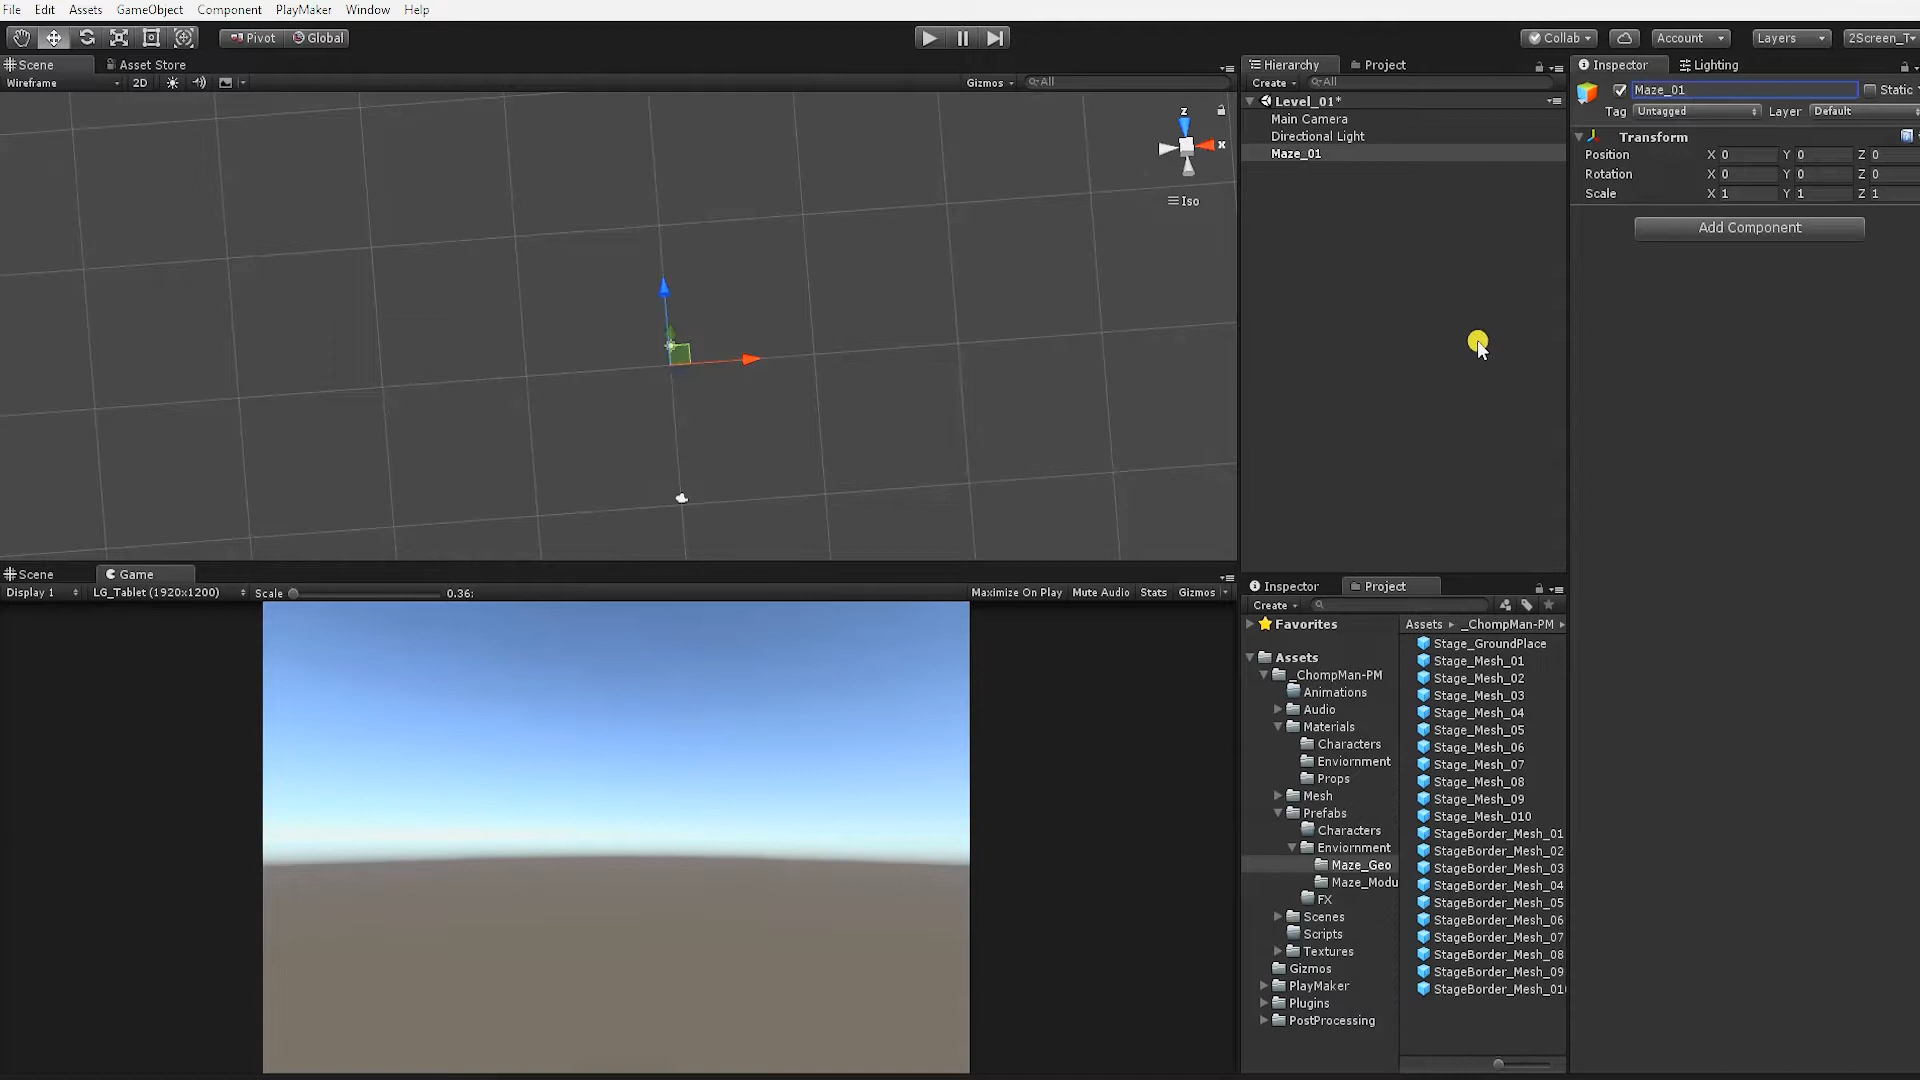 File Edit Assets GameObject Component PlayMaker Window Help
Pivot Global Collab Account Layers 2Screen_T
Scene Asset Store
Wireframe 2D Gizmos All
z
x
Iso
Hierarchy Project
Create All
Level_01*
Main Camera
Directional Light
Maze_01
Inspector Lighting
Maze_01 Static
Tag Untagged Layer Default
Transform
Position X 0 Y 0 Z 0
Rotation X 0 Y 0 Z 0
Scale X 1 Y 1 Z 1
Add Component
Scene Game
Display 1 LG_Tablet (1920x1200) Scale 0.36: Maximize On Play Mute Audio Stats Gizmos
Inspector Project
Create
Favorites
Assets
_ChompMan-PM
Animations
Audio
Materials
Characters
Enviornment
Props
Mesh
Prefabs
Characters
Enviornment
Maze_Geo
Maze_Modu
FX
Scenes
Scripts
Textures
Gizmos
PlayMaker
Plugins
PostProcessing
Assets _ChompMan-PM
Stage_GroundPlace
Stage_Mesh_01
Stage_Mesh_02
Stage_Mesh_03
Stage_Mesh_04
Stage_Mesh_05
Stage_Mesh_06
Stage_Mesh_07
Stage_Mesh_08
Stage_Mesh_09
Stage_Mesh_010
StageBorder_Mesh_01
StageBorder_Mesh_02
StageBorder_Mesh_03
StageBorder_Mesh_04
StageBorder_Mesh_05
StageBorder_Mesh_06
StageBorder_Mesh_07
StageBorder_Mesh_08
StageBorder_Mesh_09
StageBorder_Mesh_010